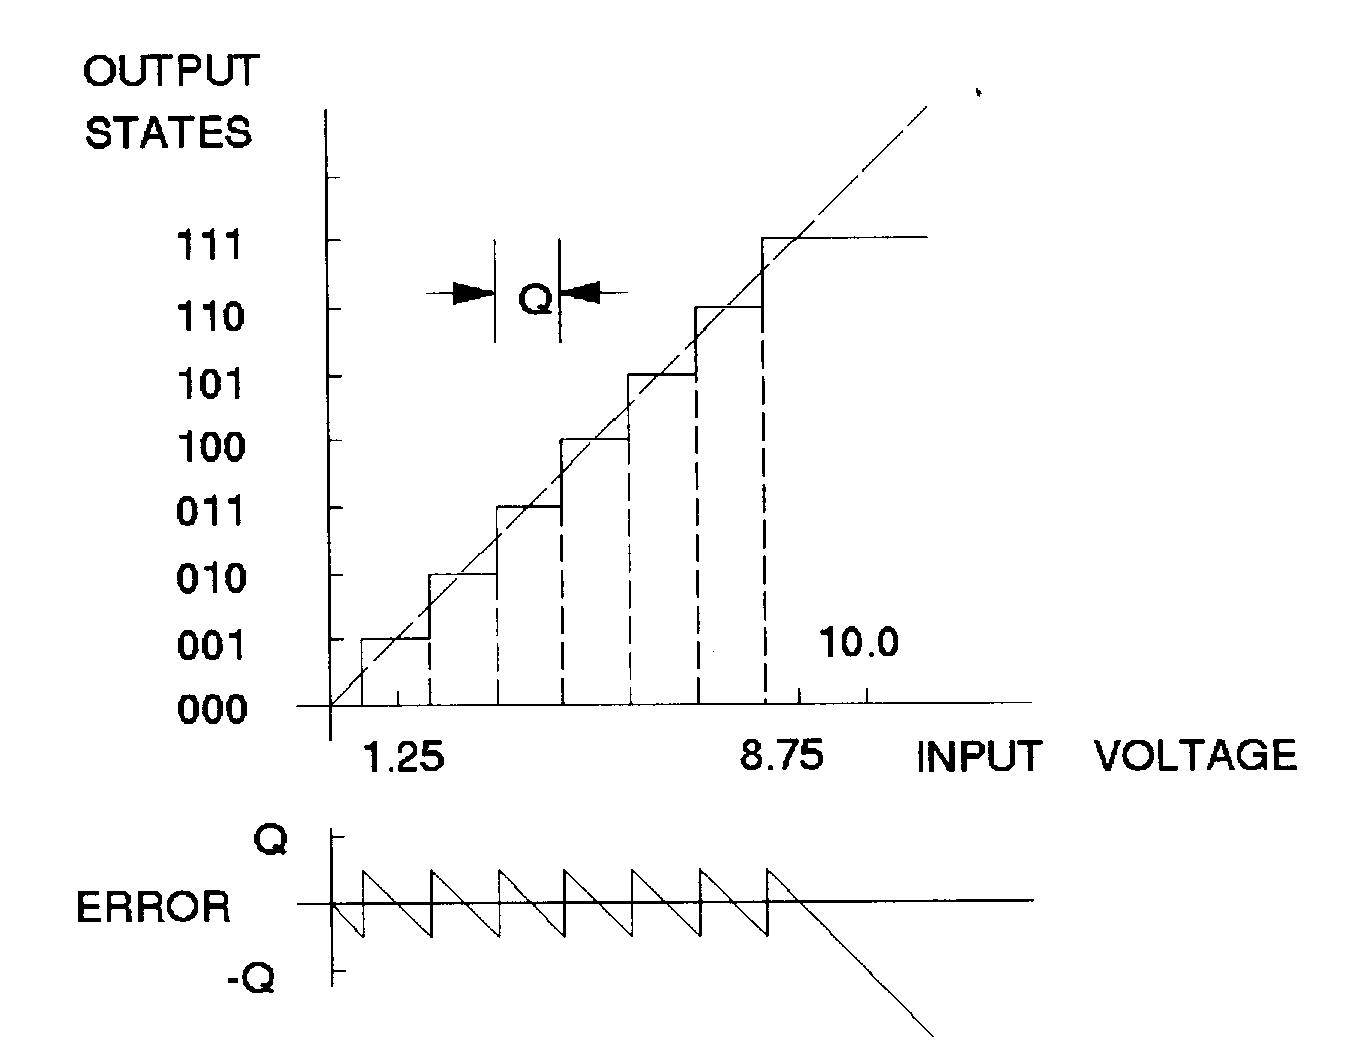 OUTPUT
STATES
111
110
101
100
011
010
001
000
Q
10.0
1.25
8.75
INPUT VOLTAGE
Q
ERROR
-Q